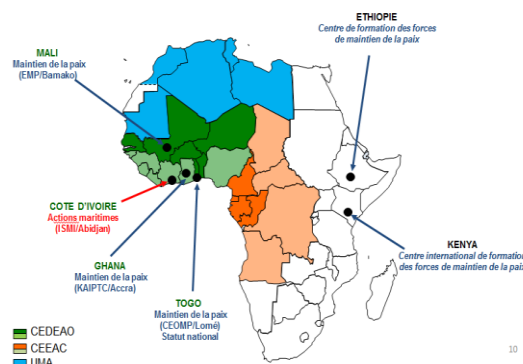 ETHIOPIE
Centre de formation des forces
de maintien de la paix
MALI
Maintien de la paix
(EMP/Bamako)
COTE D'IVOIRE
Actions maritimes
(ISMI/Abidjan)
GHANA
Maintien de la paix
(KAIPTC/Accra)
TOGO
Maintien de la paix
(CEOMP/Lomé)
Statut national
KENYA
Centre international de formation
des forces de maintien de la paix
CEDEAO
CEEAC
UMA
10